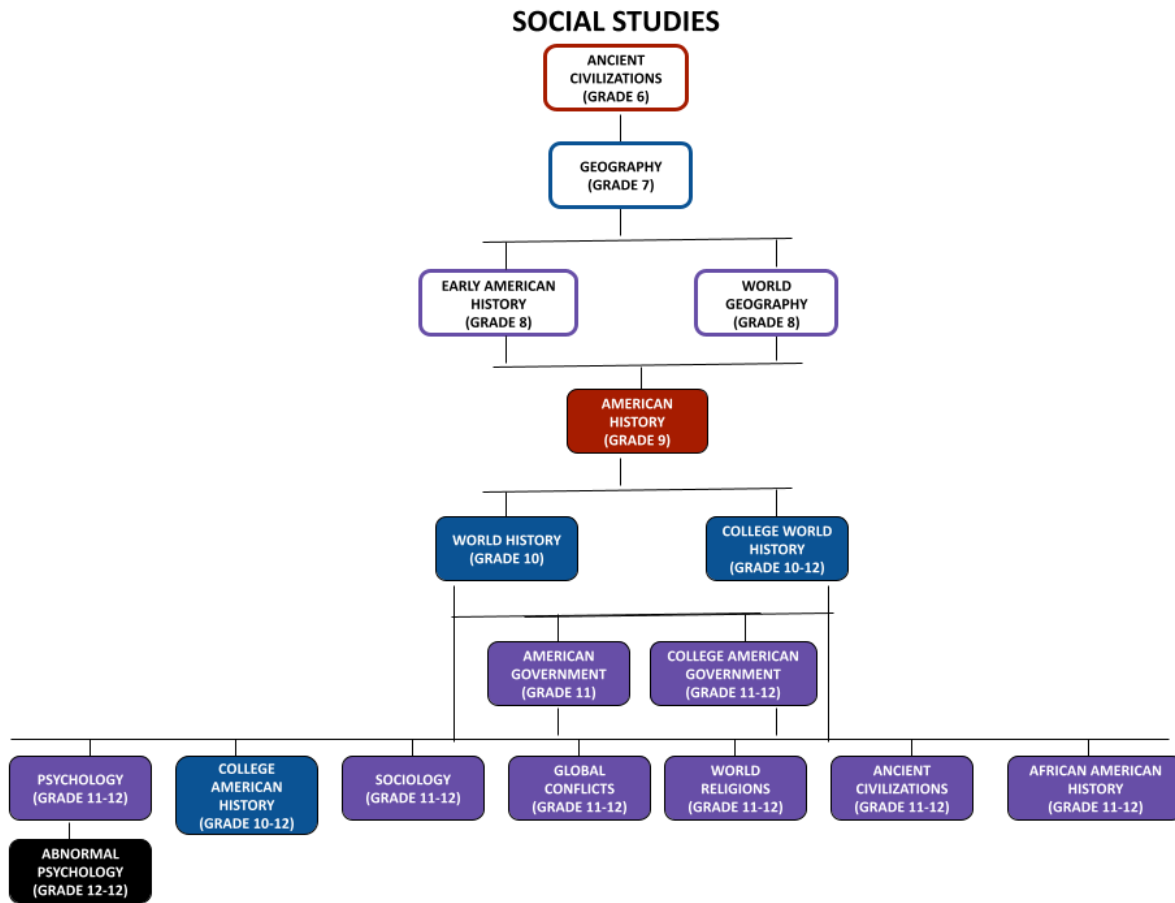 SOCIAL STUDIES
ANCIENT
CIVILIZATIONS
(GRADE 6)
GEOGRAPHY
(GRADE 7)
EARLY AMERICAN
HISTORY
(GRADE 8)
WORLD
GEOGRAPHY
(GRADE 8)
AMERICAN
HISTORY
(GRADE 9)
WORLD HISTORY
(GRADE 10)
COLLEGE WORLD
HISTORY
(GRADE 10-12)
AMERICAN
GOVERNMENT
(GRADE 11)
COLLEGE AMERICAN
GOVERNMENT
(GRADE 11-12)
PSYCHOLOGY
(GRADE 11-12)
COLLEGE
AMERICAN
HISTORY
(GRADE 10-12)
SOCIOLOGY
(GRADE 11-12)
GLOBAL
CONFLICTS
(GRADE 11-12)
WORLD
RELIGIONS
(GRADE 11-12)
ANCIENT
CIVILIZATIONS
(GRADE 11-12)
AFRICAN AMERICAN
HISTORY
(GRADE 11-12)
ABNORMAL
PSYCHOLOGY
(GRADE 12-12)